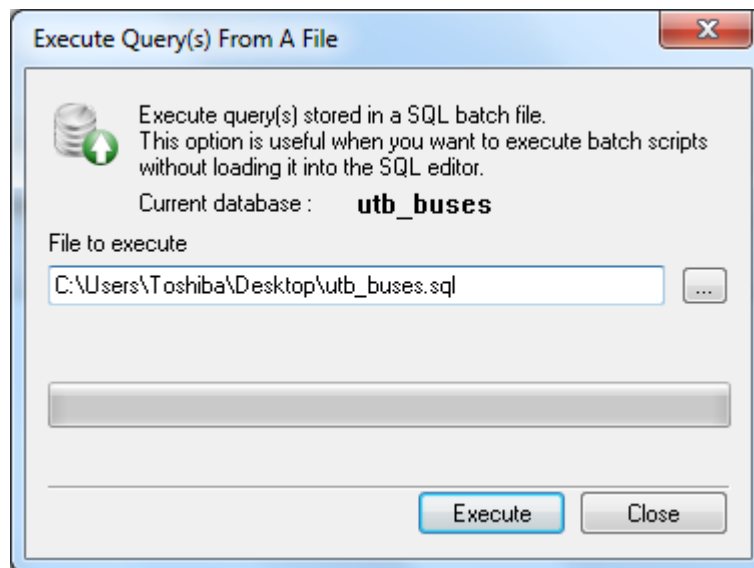 Execute Query(s) From A File
Execute query(s) stored in a SQL batch file.
This option is useful when you want to execute batch scripts
without loading it into the SQL editor.
Current database : utb_buses
File to execute
C:\Users\Toshiba\Desktop\utb_buses.sql
...
Execute
Close